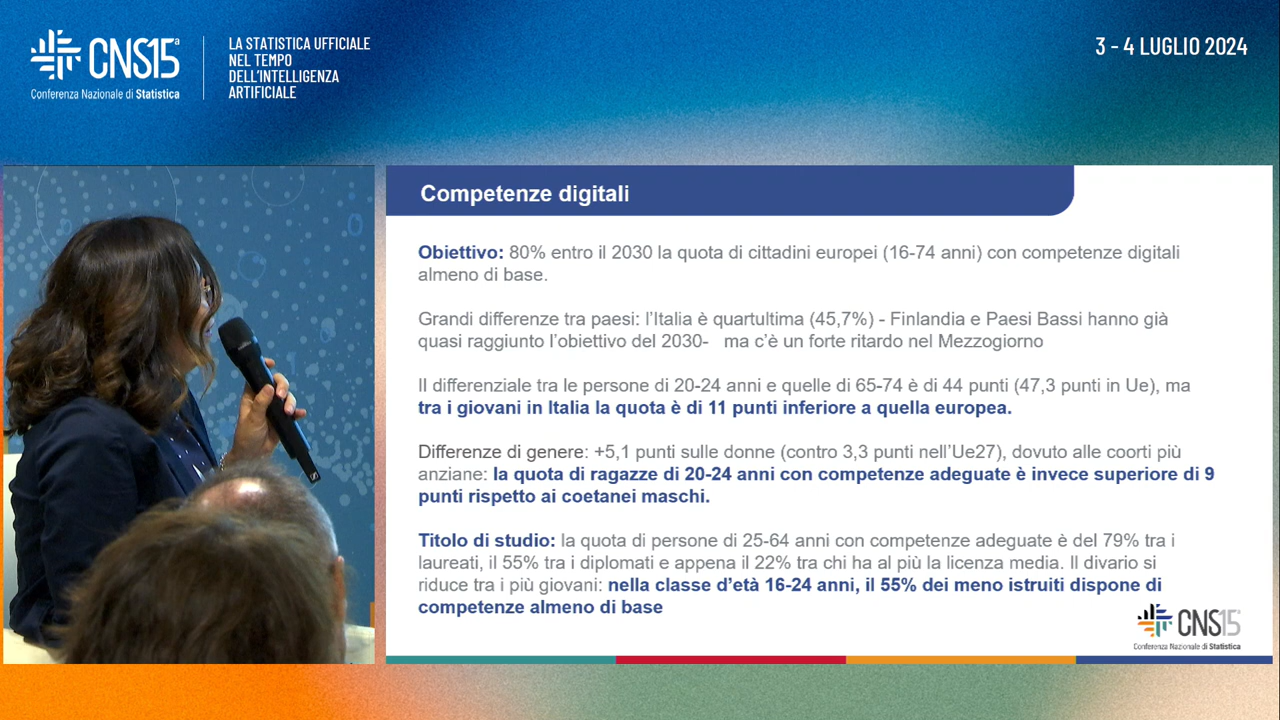 CNS15ª
Conferenza Nazionale di Statistica
LA STATISTICA UFFICIALE
NEL TEMPO
DELL'INTELLIGENZA
ARTIFICIALE
3 - 4 LUGLIO 2024
Competenze digitali
Obiettivo: 80% entro il 2030 la quota di cittadini europei (16-74 anni) con competenze digitali
almeno di base.
Grandi differenze tra paesi: l'Italia è quartultima (45,7%) - Finlandia e Paesi Bassi hanno già
quasi raggiunto l'obiettivo del 2030- ma c'è un forte ritardo nel Mezzogiorno
Il differenziale tra le persone di 20-24 anni e quelle di 65-74 è di 44 punti (47,3 punti in Ue), ma
tra i giovani in Italia la quota è di 11 punti inferiore a quella europea.
Differenze di genere: +5,1 punti sulle donne (contro 3,3 punti nell'Ue27), dovuto alle coorti più
anziane: la quota di ragazze di 20-24 anni con competenze adeguate è invece superiore di 9
punti rispetto ai coetanei maschi.
Titolo di studio: la quota di persone di 25-64 anni con competenze adeguate è del 79% tra i
laureati, il 55% tra i diplomati e appena il 22% tra chi ha al più la licenza media. Il divario si
riduce tra i più giovani: nella classe d'età 16-24 anni, il 55% dei meno istruiti dispone di
competenze almeno di base
CNS15ª
Conferenza Nazionale di Statistica